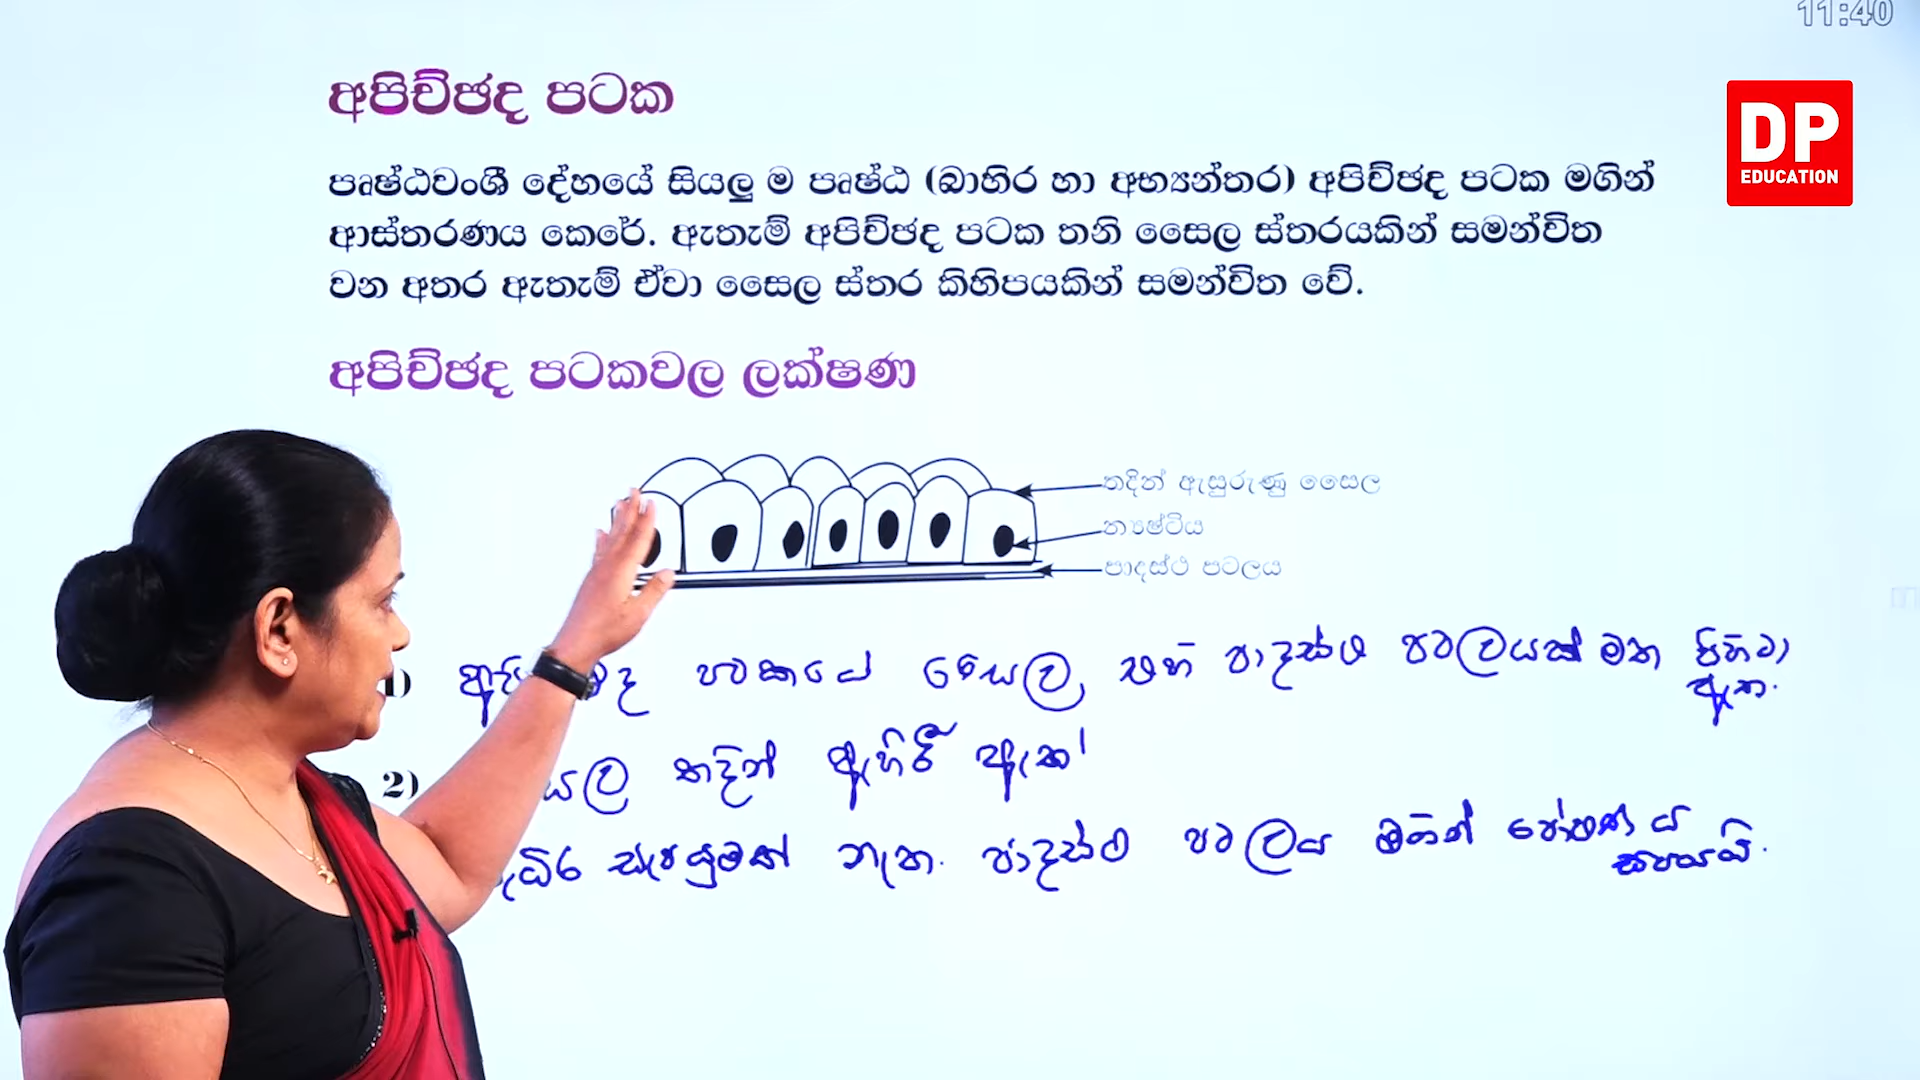 11:40
DP
EDUCATION
අපිච්ඡද පටක
පෘෂ්ඨවංශී දේහයේ සියලු ම පෘෂ්ඨ (බාහිර හා අභ්‍යන්තර) අපිච්ඡද පටක මගින්
ආස්තරණය කෙරේ. ඇතැම් අපිච්ඡද පටක තනි සෛල ස්තරයකින් සමන්විත
වන අතර ඇතැම් ඒවා සෛල ස්තර කිහිපයකින් සමන්විත වේ.
අපිච්ඡද පටකවල ලක්ෂණ
තදින් ඇසුරුණු සෛල
න්‍යෂ්ටිය
පාදස්ථ පටලය
1) පටකයේ සෛල පාදස්ථ පටලයක් මත පිහිටා
ඇත.
2) තදින් ඇහිරී ඇත
සැපයුමක් නැත. පාදස්ථ පටලය මගින් පෝෂණය
සපයයි.